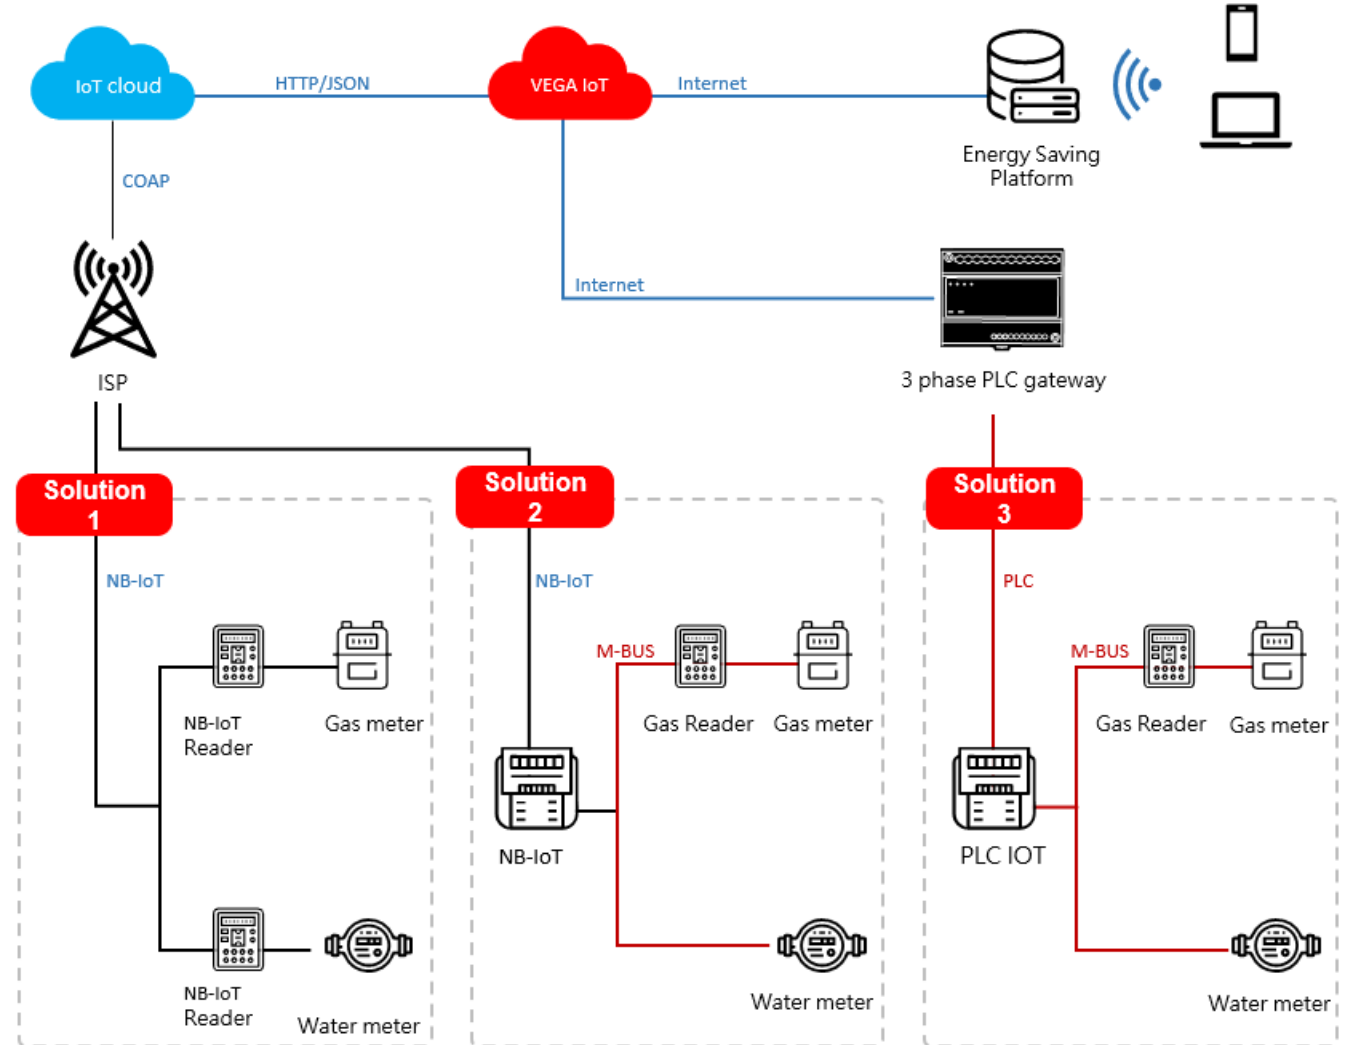 IoT cloud
HTTP/JSON
VEGA IoT
Internet
Energy Saving
Platform
COAP
Internet
ISP
3 phase PLC gateway
Solution
1
Solution
2
Solution
3
NB-IoT
NB-IoT
PLC
M-BUS
M-BUS
NB-IoT
Reader
Gas meter
Gas Reader
Gas meter
Gas Reader
Gas meter
NB-IoT
PLC IOT
NB-IoT
Reader
Water meter
Water meter
Water meter